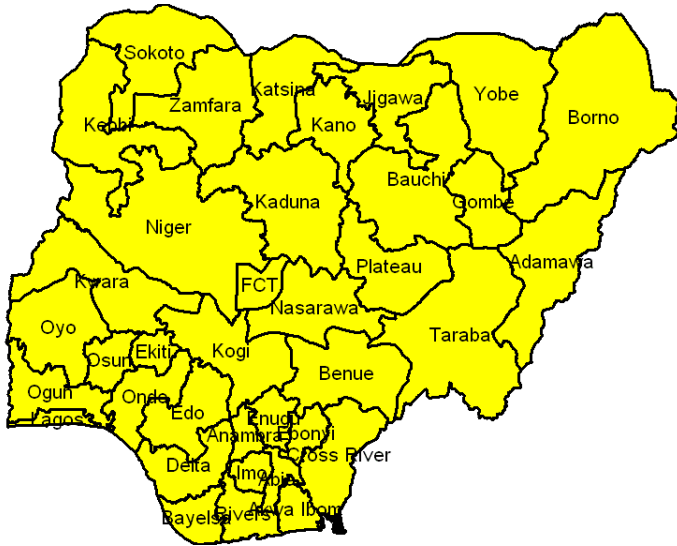 Sokoto
Katsina
Jigawa
Yobe
Borno
Zamfara
Kebbi
Kano
Bauchi
Gombe
Kaduna
Niger
Adamawa
Plateau
FCT
Kwara
Nasarawa
Oyo
Taraba
Osun
Ekiti
Kogi
Benue
Ogun
Ondo
Edo
Lagos
Enugu
Anambra
Ebonyi
Cross River
Delta
Imo
Abia
Bayelsa
Rivers
Akwa Ibom